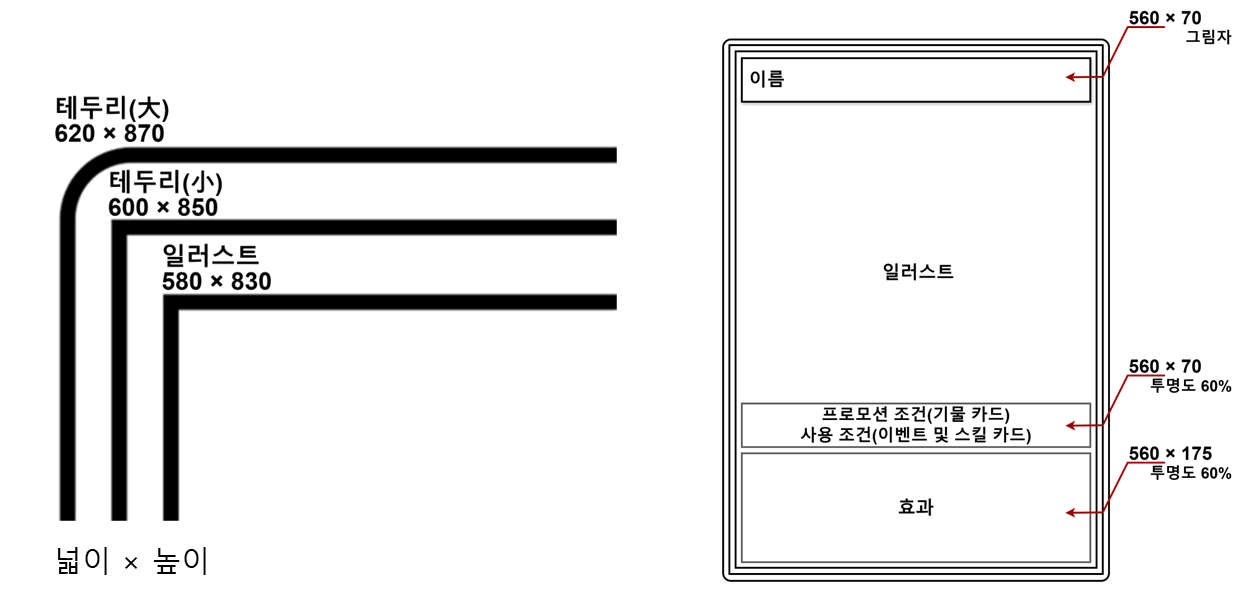 테두리(大)
620 × 870
테두리(小)
600 × 850
일러스트
580 × 830
넓이 × 높이
560 × 70
그림자
이름
일러스트
560 × 70
투명도 60%
프로모션 조건(기물 카드)
사용 조건(이벤트 및 스킬 카드)
560 × 175
투명도 60%
효과